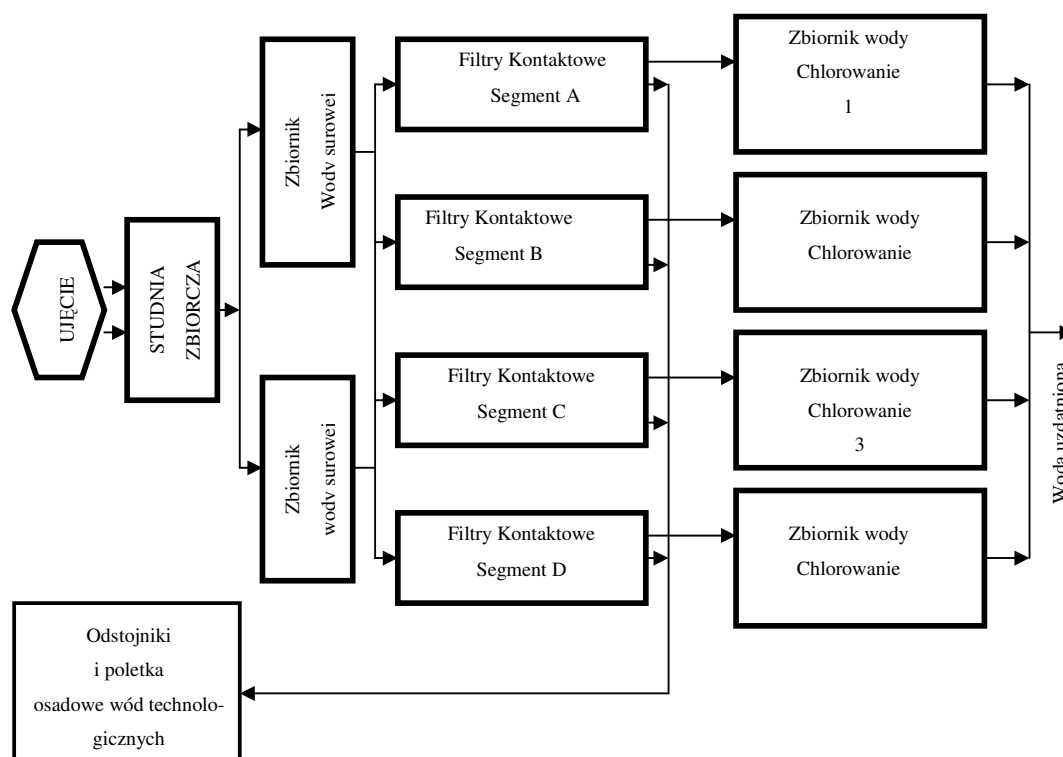 UJĘCIE
STUDNIA
ZBIORCZA
Zbiornik
Wody surowej
Zbiornik
wody surowej
Filtry Kontaktowe
Segment A
Filtry Kontaktowe
Segment B
Filtry Kontaktowe
Segment C
Filtry Kontaktowe
Segment D
Zbiornik wody
Chlorowanie
1
Zbiornik wody
Chlorowanie
Zbiornik wody
Chlorowanie
3
Zbiornik wody
Chlorowanie
Woda uzdatniona
Odstojniki
i poletka
osadowe wód technolo-
gicznych